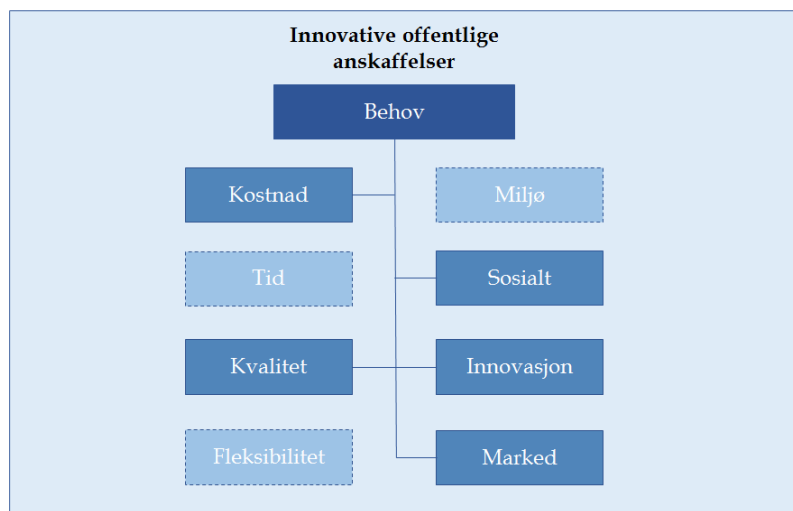 Innovative offentlige
anskaffelser
Behov
Kostnad
Miljø
Tid
Sosialt
Kvalitet
Innovasjon
Fleksibilitet
Marked